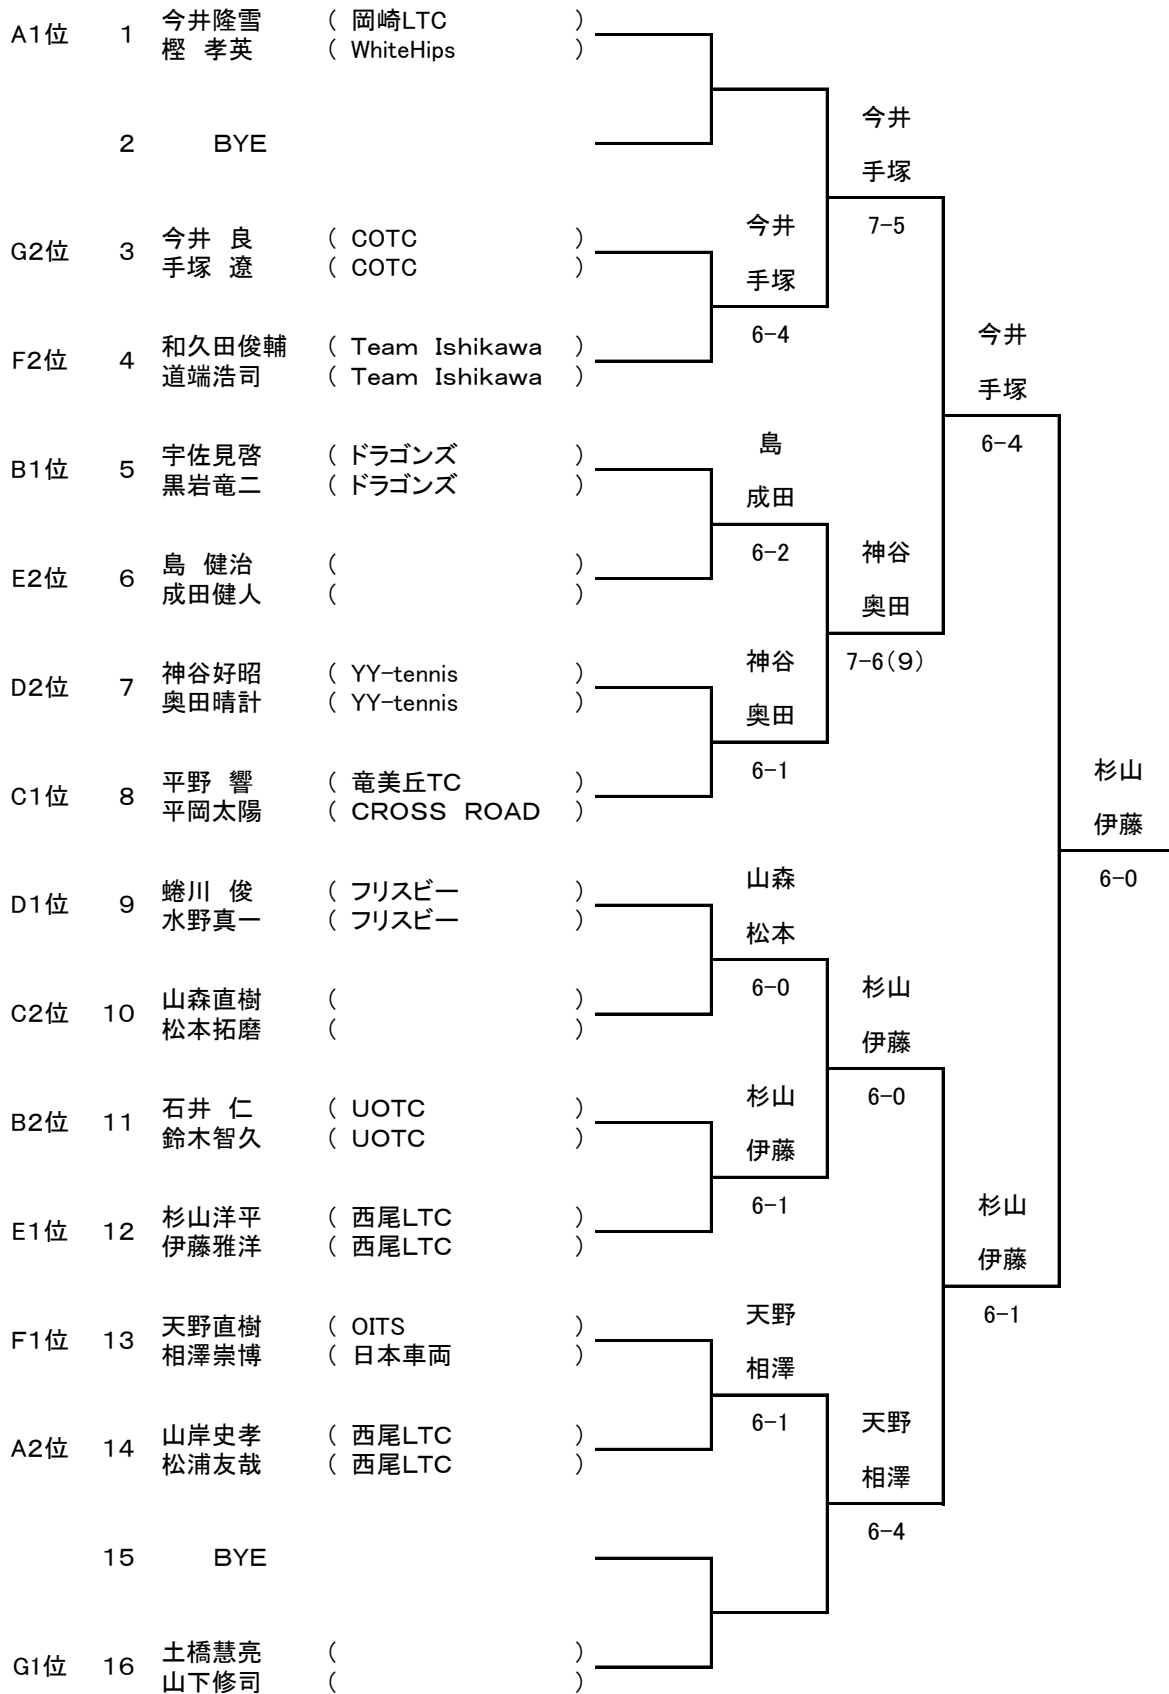 A1位 1 今井隆雪 ( 岡崎LTC )
樫 孝英 ( WhiteHips )
2 BYE
G2位 3 今井 良 ( COTC )
手塚 遼 ( COTC )
F2位 4 和久田俊輔 ( Team Ishikawa )
道端浩司 ( Team Ishikawa )
B1位 5 宇佐見啓 ( ドラゴンズ )
黒岩竜二 ( ドラゴンズ )
E2位 6 島 健治 ( )
成田健人 ( )
D2位 7 神谷好昭 ( YY-tennis )
奥田晴計 ( YY-tennis )
C1位 8 平野 響 ( 竜美丘TC )
平岡太陽 ( CROSS ROAD )
D1位 9 蜷川 俊 ( フリスビー )
水野真一 ( フリスビー )
C2位 10 山森直樹 ( )
松本拓磨 ( )
B2位 11 石井 仁 ( UOTC )
鈴木智久 ( UOTC )
E1位 12 杉山洋平 ( 西尾LTC )
伊藤雅洋 ( 西尾LTC )
F1位 13 天野直樹 ( OITS )
相澤崇博 ( 日本車両 )
A2位 14 山岸史孝 ( 西尾LTC )
松浦友哉 ( 西尾LTC )
15 BYE
G1位 16 土橋慧亮 ( )
山下修司 ( )
今井
手塚
6-4
島
成田
6-2
神谷
奥田
6-1
山森
松本
6-0
杉山
伊藤
6-1
天野
相澤
6-1
今井
手塚
7-5
神谷
奥田
7-6(9)
杉山
伊藤
6-0
天野
相澤
6-4
今井
手塚
6-4
杉山
伊藤
6-1
杉山
伊藤
6-0